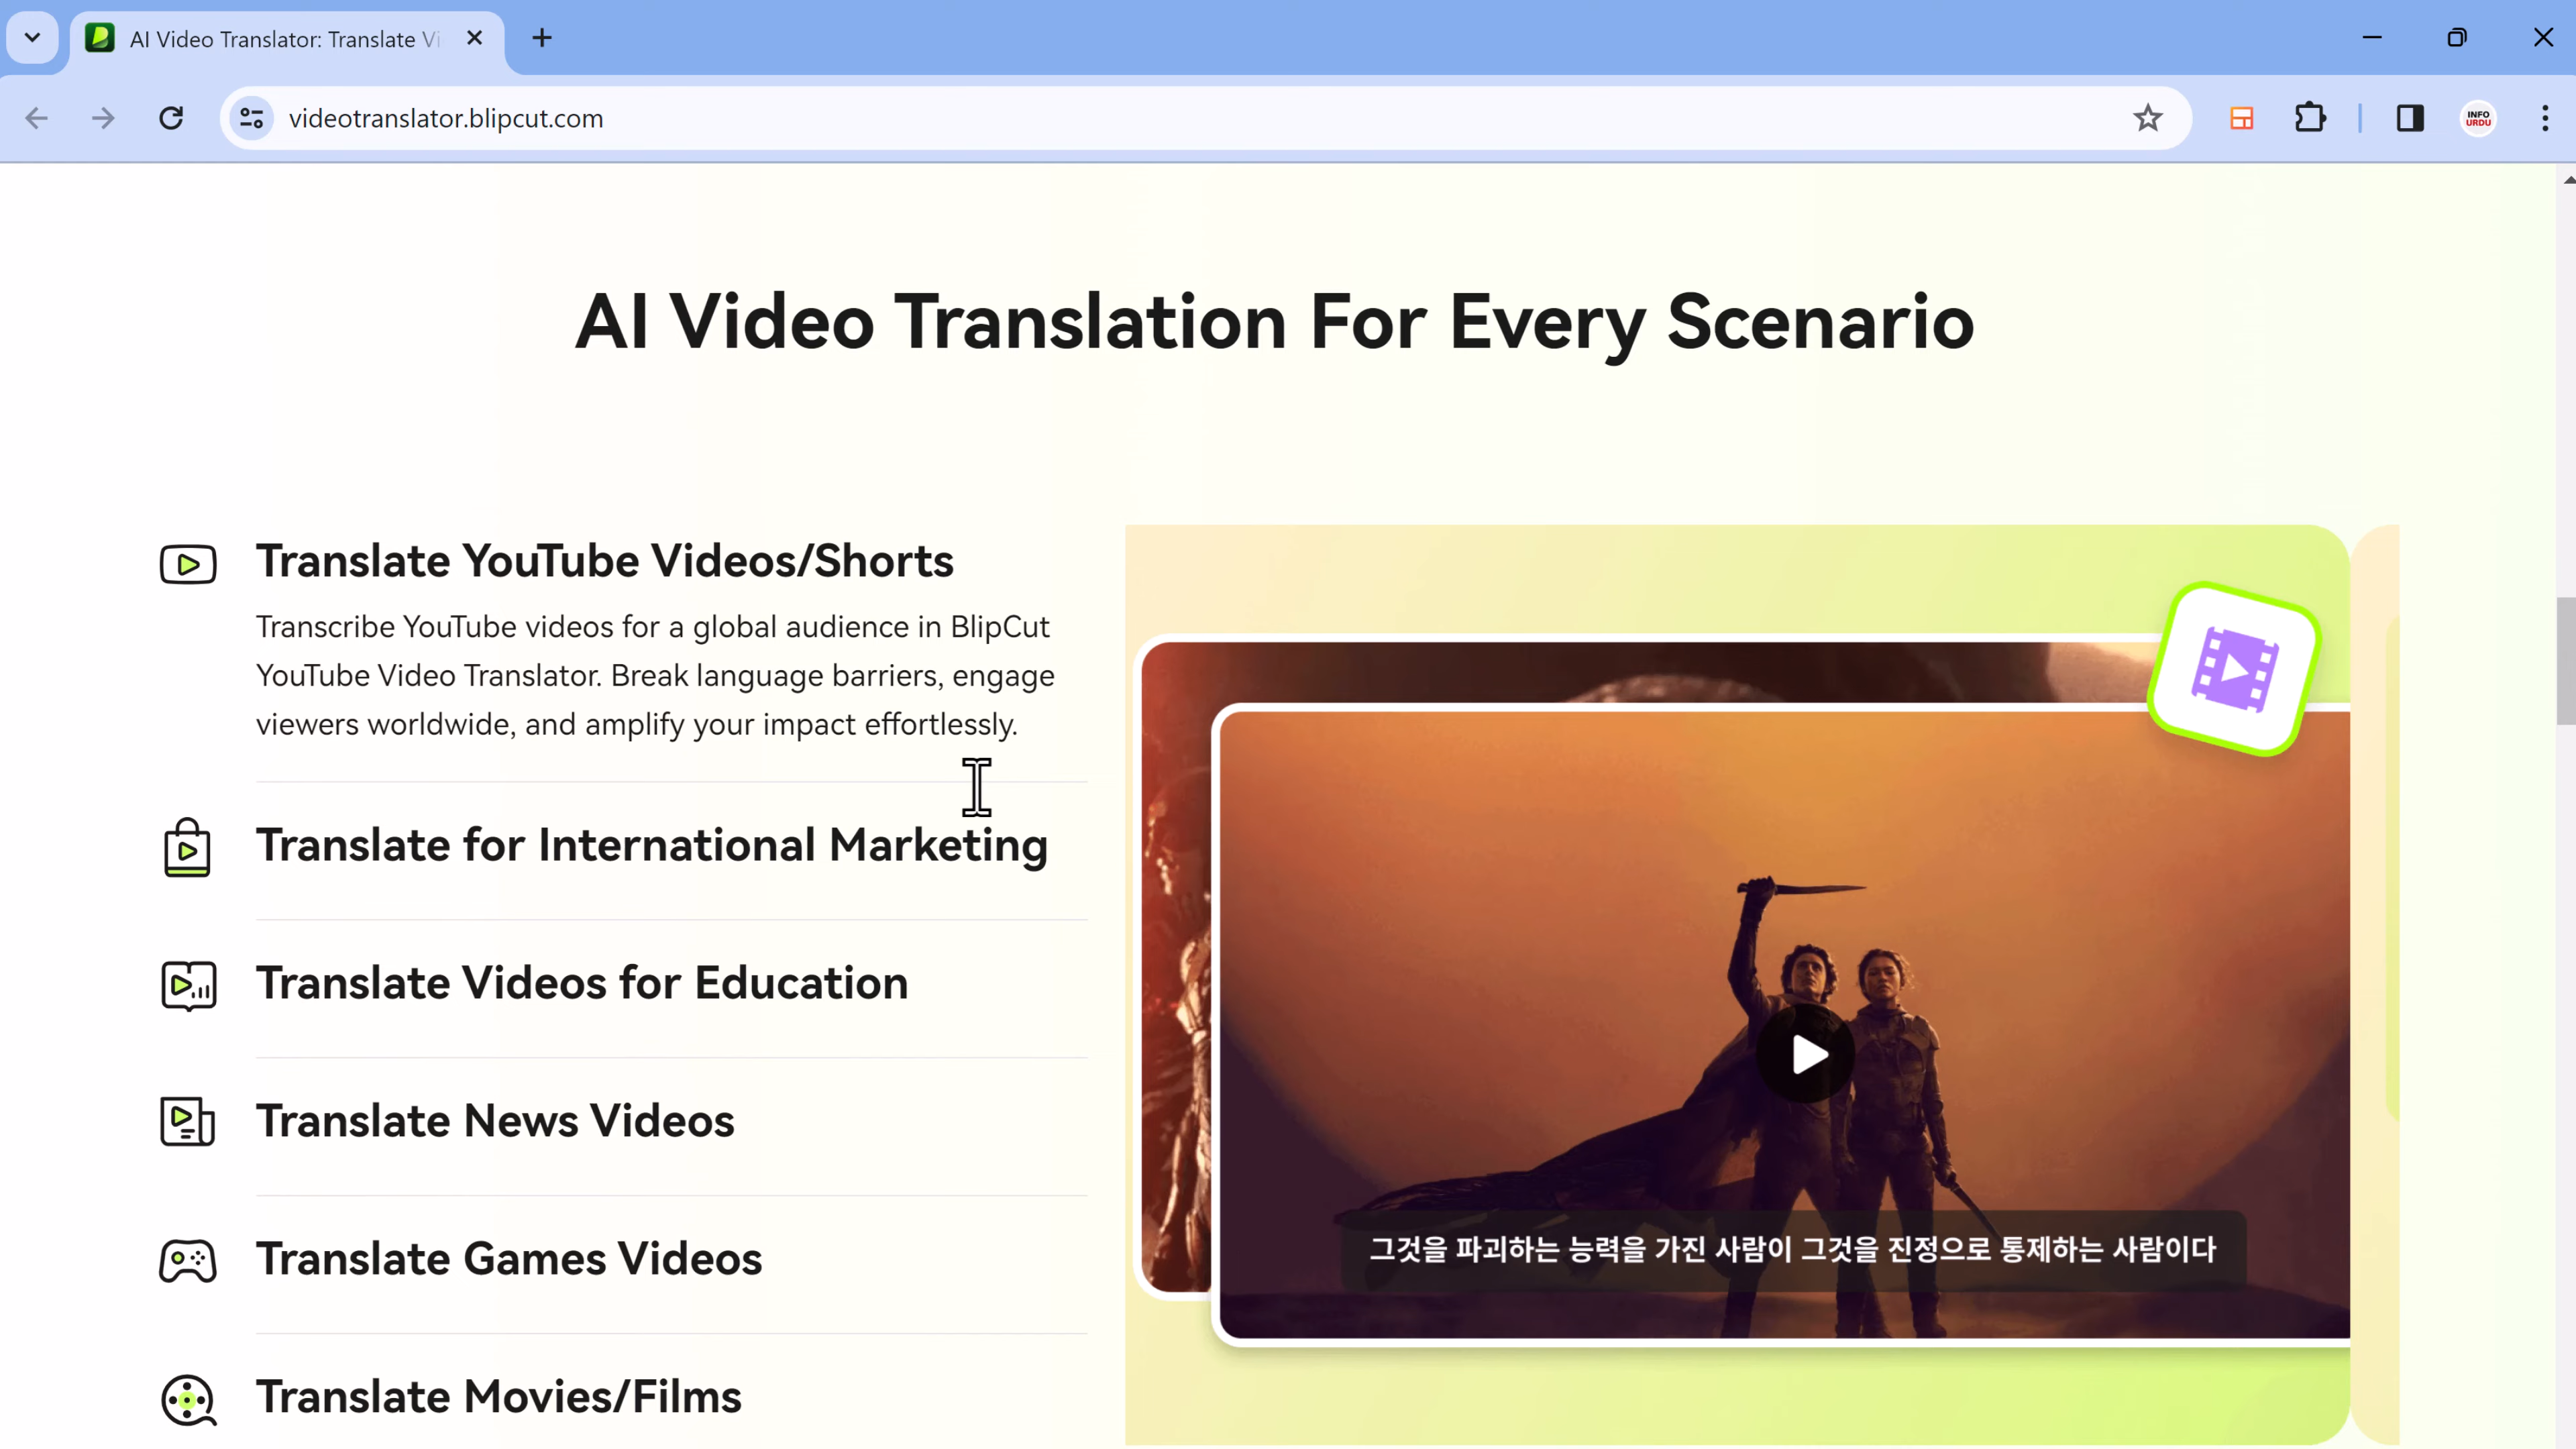 AI Video Translator: Translate Vi
videotranslator.blipcut.com
INFO
URDU
AI Video Translation For Every Scenario
Translate YouTube Videos/Shorts
Transcribe YouTube videos for a global audience in BlipCut
YouTube Video Translator. Break language barriers, engage
viewers worldwide, and amplify your impact effortlessly.
Translate for International Marketing
Translate Videos for Education
Translate News Videos
Translate Games Videos
Translate Movies/Films
그것을 파괴하는 능력을 가진 사람이 그것을 진정으로 통제하는 사람이다